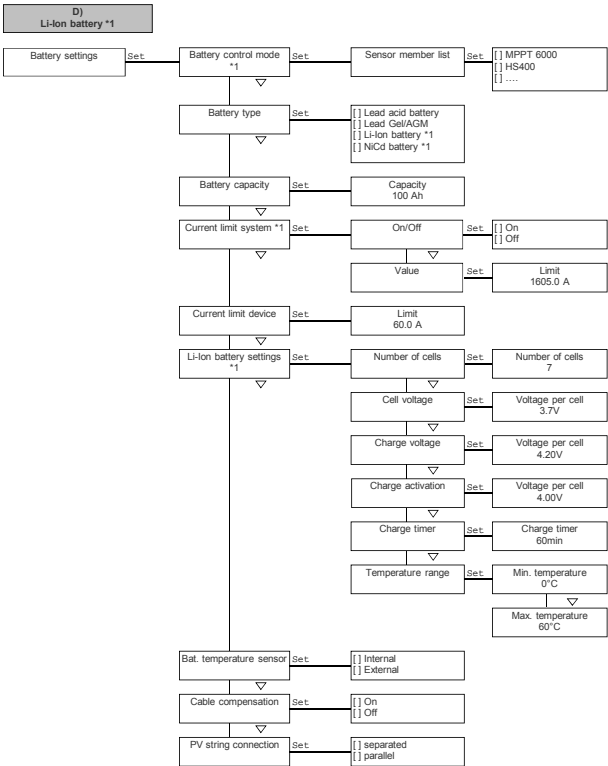 D)
Li-Ion battery *1
Battery settings
Set
Battery control mode
*1
Set
Sensor member list
Set
[ ] MPPT 6000
[ ] HS400
[ ] ....
Battery type
Set
[ ] Lead acid battery
[ ] Lead Gel/AGM
[ ] Li-Ion battery *1
[ ] NiCd battery *1
Battery capacity
Set
Capacity
100 Ah
Current limit system *1
Set
On/Off
Set
[ ] On
[ ] Off
Value
Set
Limit
1605.0 A
Current limit device
Set
Limit
60.0 A
Li-Ion battery settings
*1
Set
Number of cells
Set
Number of cells
7
Cell voltage
Set
Voltage per cell
3.7V
Charge voltage
Set
Voltage per cell
4.20V
Charge activation
Set
Voltage per cell
4.00V
Charge timer
Set
Charge timer
60min
Temperature range
Set
Min. temperature
0°C
Max. temperature
60°C
Bat. temperature sensor
Set
[ ] Internal
[ ] External
Cable compensation
Set
[ ] On
[ ] Off
PV string connection
Set
[ ] separated
[ ] parallel